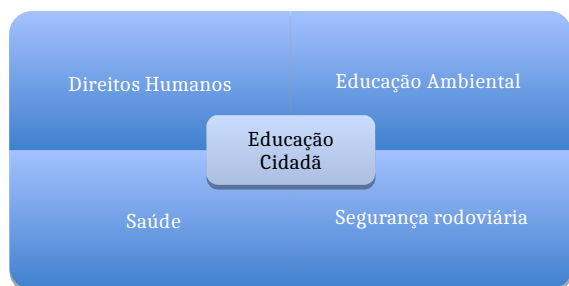 Direitos Humanos
Educação Ambiental
Educação
Cidadã
Saúde
Segurança rodoviária